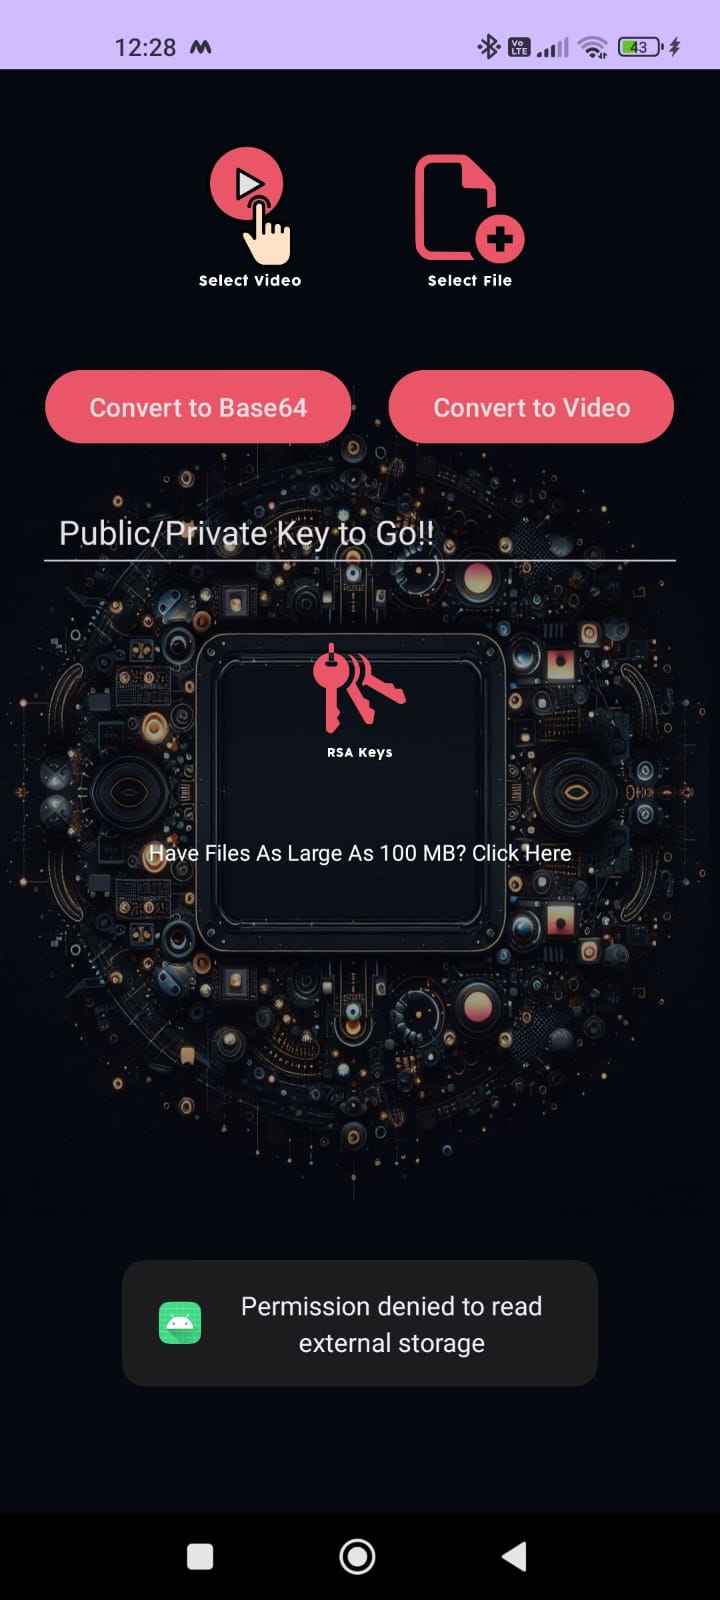 12:28
Vo LTE
43
Select Video
Select File
Convert to Base64
Convert to Video
Public/Private Key to Go!!
RSA Keys
Have Files As Large As 100 MB? Click Here
Permission denied to read
external storage